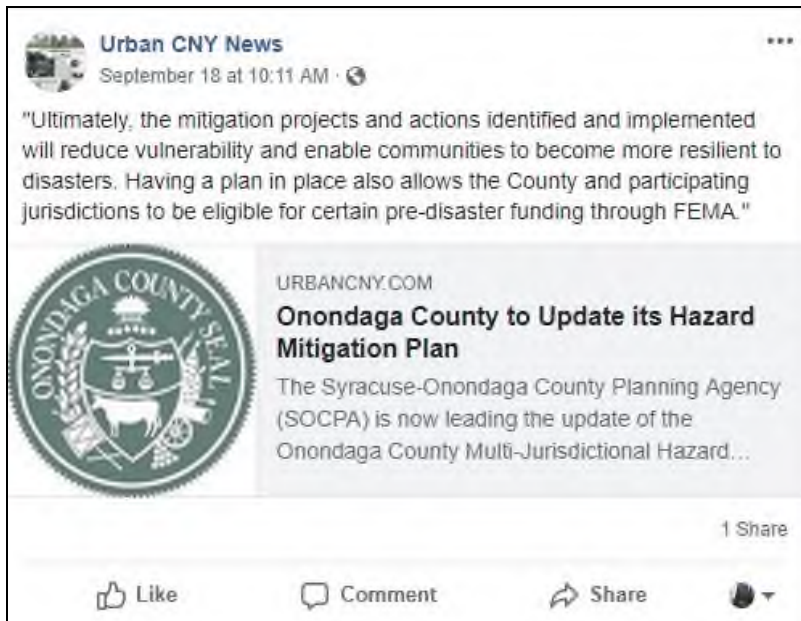 Urban CNY News
September 18 at 10:11 AM ·
"Ultimately, the mitigation projects and actions identified and implemented
will reduce vulnerability and enable communities to become more resilient to
disasters. Having a plan in place also allows the County and participating
jurisdictions to be eligible for certain pre-disaster funding through FEMA."
ONONDAGA COUNTY SEAL
URBANCNY.COM
Onondaga County to Update its Hazard
Mitigation Plan
The Syracuse-Onondaga County Planning Agency
(SOCPA) is now leading the update of the
Onondaga County Multi-Jurisdictional Hazard...
1 Share
Like Comment Share